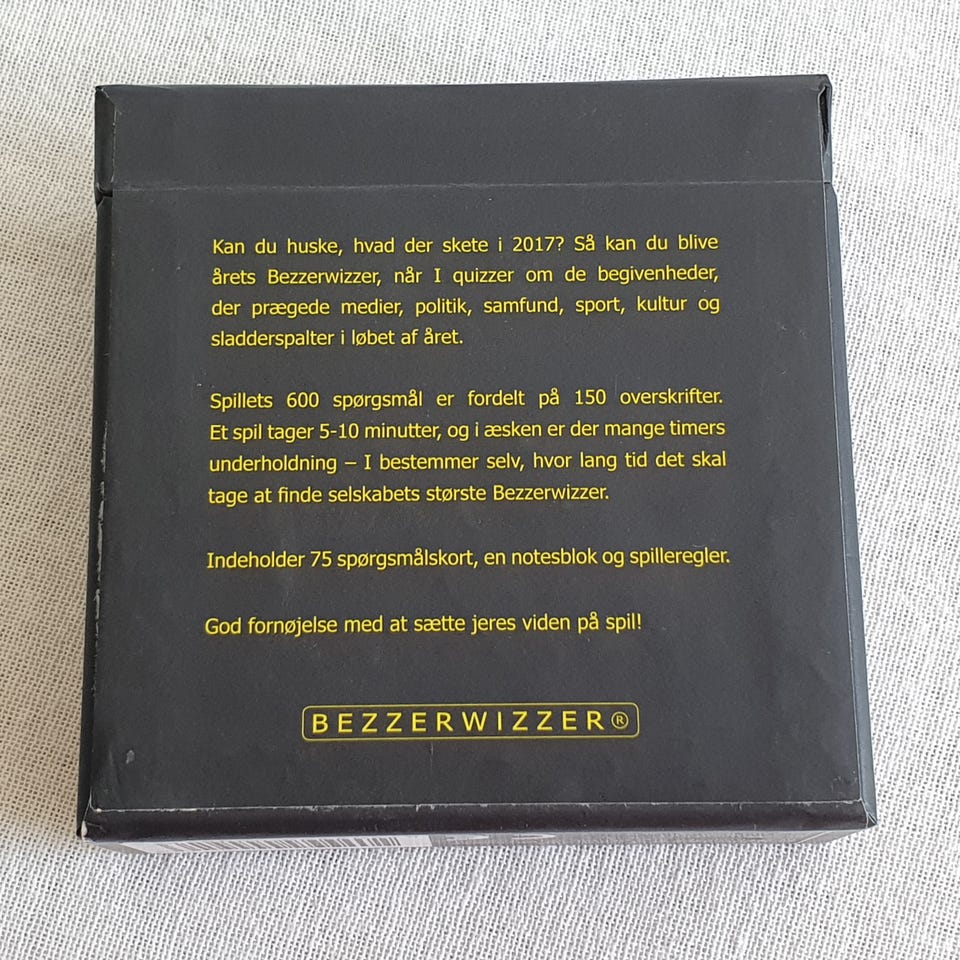 Kan du huske, hvad der skete i 2017? Så kan du blive
årets Bezzerwizzer, når I quizzer om de begivenheder,
der prægede medier, politik, samfund, sport, kultur og
sladderspalter i løbet af året.
Spillets 600 spørgsmål er fordelt på 150 overskrifter.
Et spil tager 5-10 minutter, og i æsken er der mange timers
underholdning – I bestemmer selv, hvor lang tid det skal
tage at finde selskabets største Bezzerwizzer.
Indeholder 75 spørgsmålskort, en notesblok og spilleregler.
God fornøjelse med at sætte jeres viden på spil!
BEZZERWIZZER®